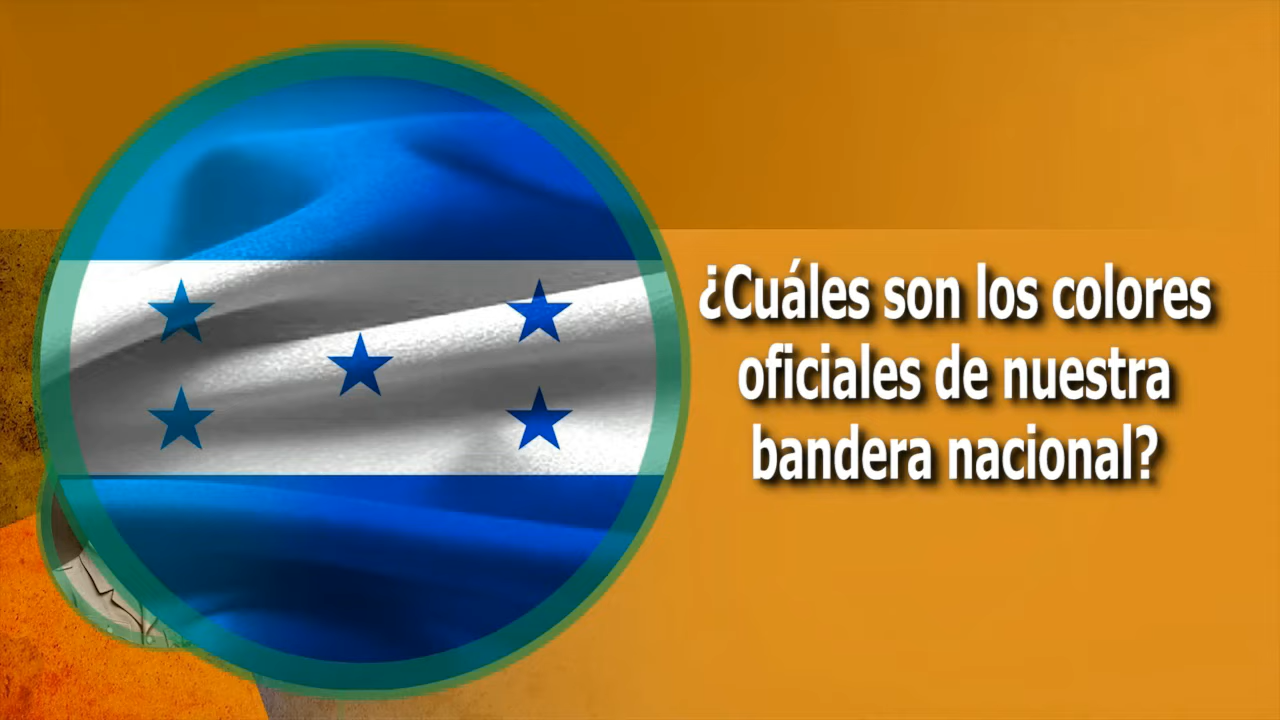 ¿Cuáles son los colores
oficiales de nuestra
bandera nacional?